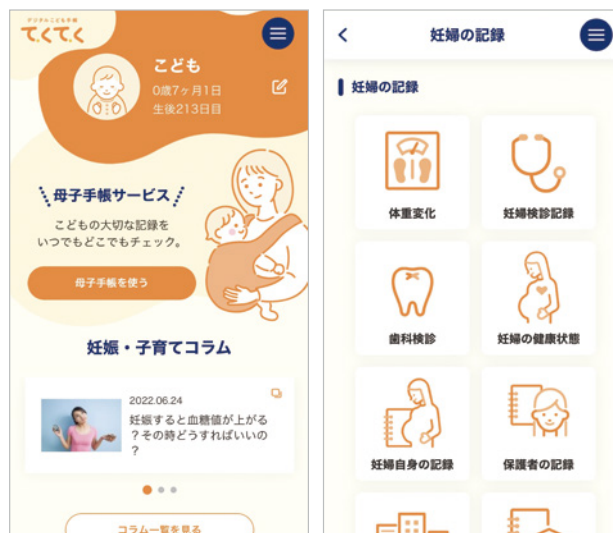 デジタルこども手帳
てくてく
こども
0歳7ヶ月1日
生後213日目
母子手帳サービス
こどもの大切な記録を
いつでもどこでもチェック。
母子手帳を使う
妊娠・子育てコラム
2022.06.24
妊娠すると血糖値が上がる
？その時どうすればいいの
？
コラム一覧を見る
妊婦の記録
妊婦の記録
体重変化
妊婦検診記録
歯科検診
妊婦の健康状態
妊婦自身の記録
保護者の記録